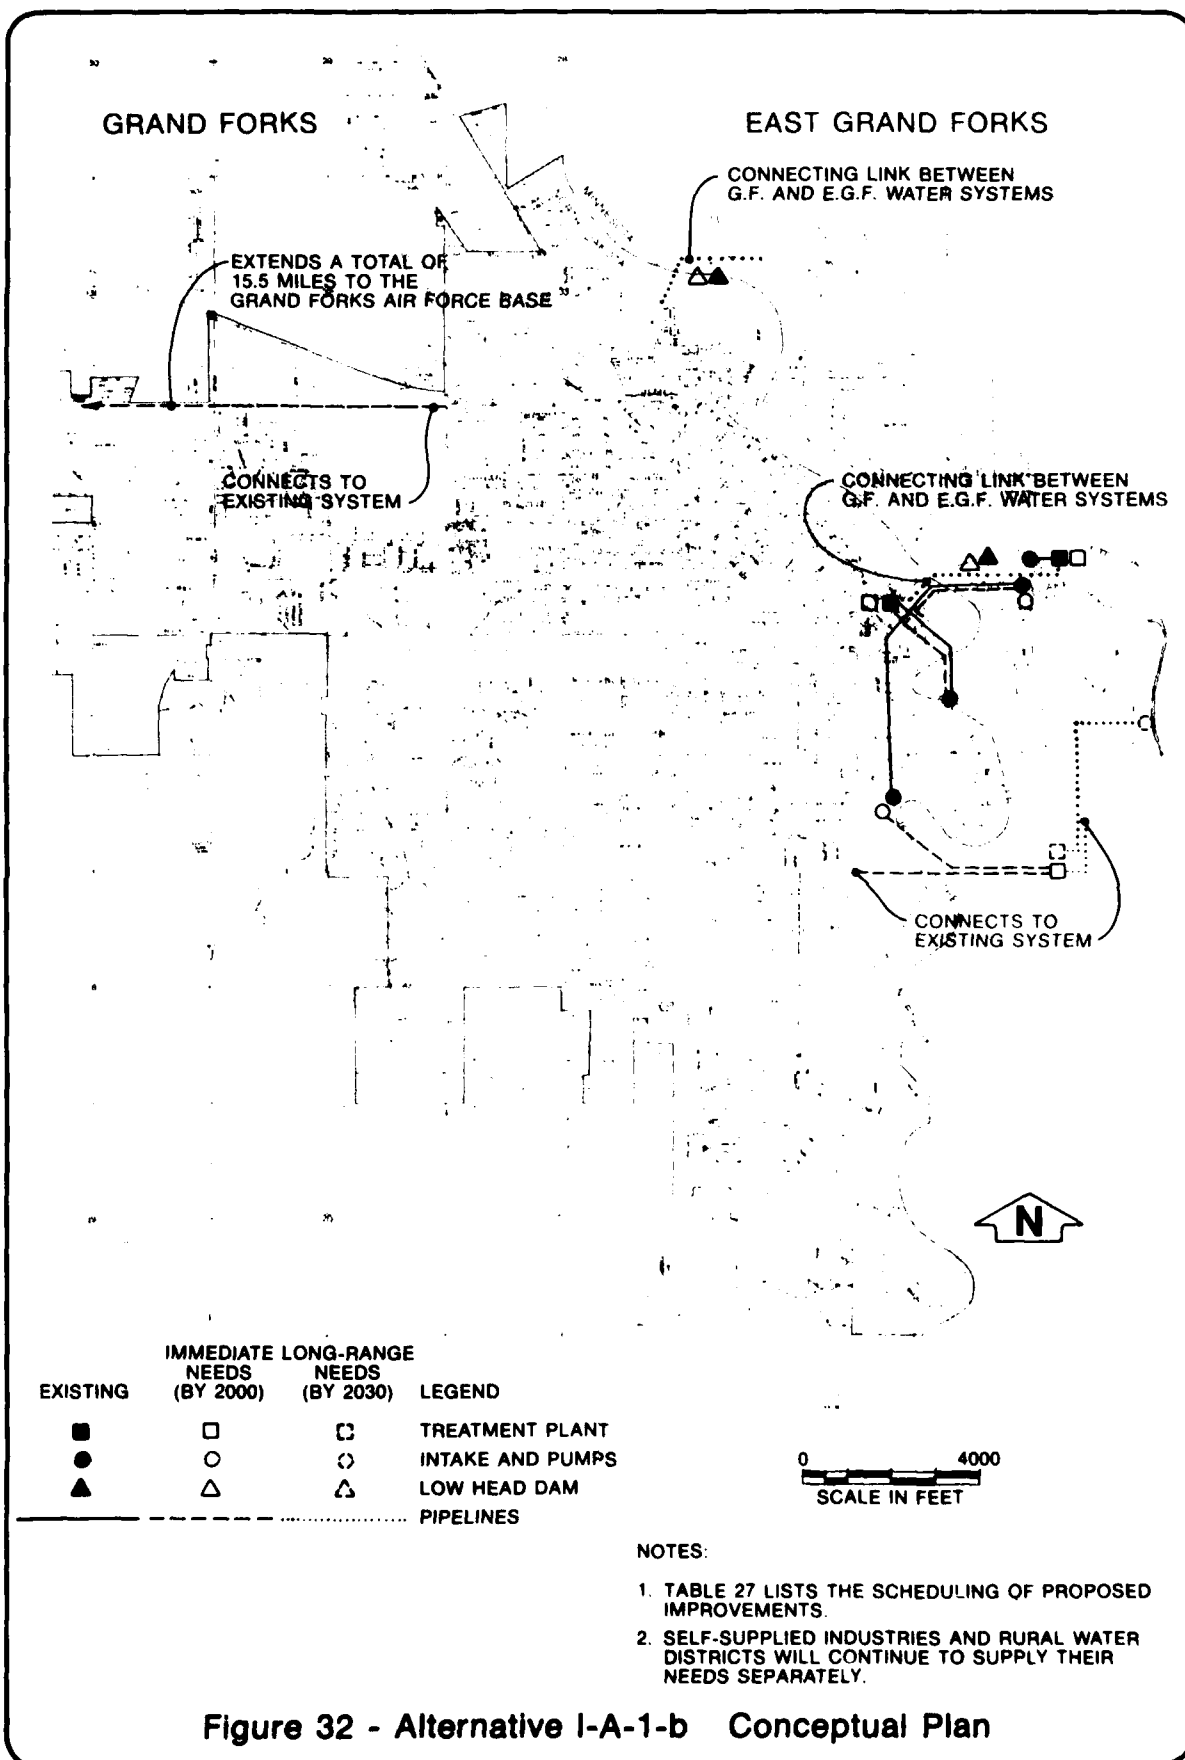 GRAND FORKS
EAST GRAND FORKS
CONNECTING LINK BETWEEN
G.F. AND E.G.F. WATER SYSTEMS
EXTENDS A TOTAL OF
15.5 MILES TO THE
GRAND FORKS AIR FORCE BASE
CONNECTS TO
EXISTING SYSTEM
CONNECTING LINK BETWEEN
G.F. AND E.G.F. WATER SYSTEMS
CONNECTS TO
EXISTING SYSTEM
N
IMMEDIATE LONG-RANGE
NEEDS NEEDS
EXISTING (BY 2000) (BY 2030) LEGEND
TREATMENT PLANT
INTAKE AND PUMPS
LOW HEAD DAM
PIPELINES
0 4000
SCALE IN FEET
NOTES:
1. TABLE 27 LISTS THE SCHEDULING OF PROPOSED
IMPROVEMENTS.
2. SELF-SUPPLIED INDUSTRIES AND RURAL WATER
DISTRICTS WILL CONTINUE TO SUPPLY THEIR
NEEDS SEPARATELY.
Figure 32 - Alternative I-A-1-b Conceptual Plan